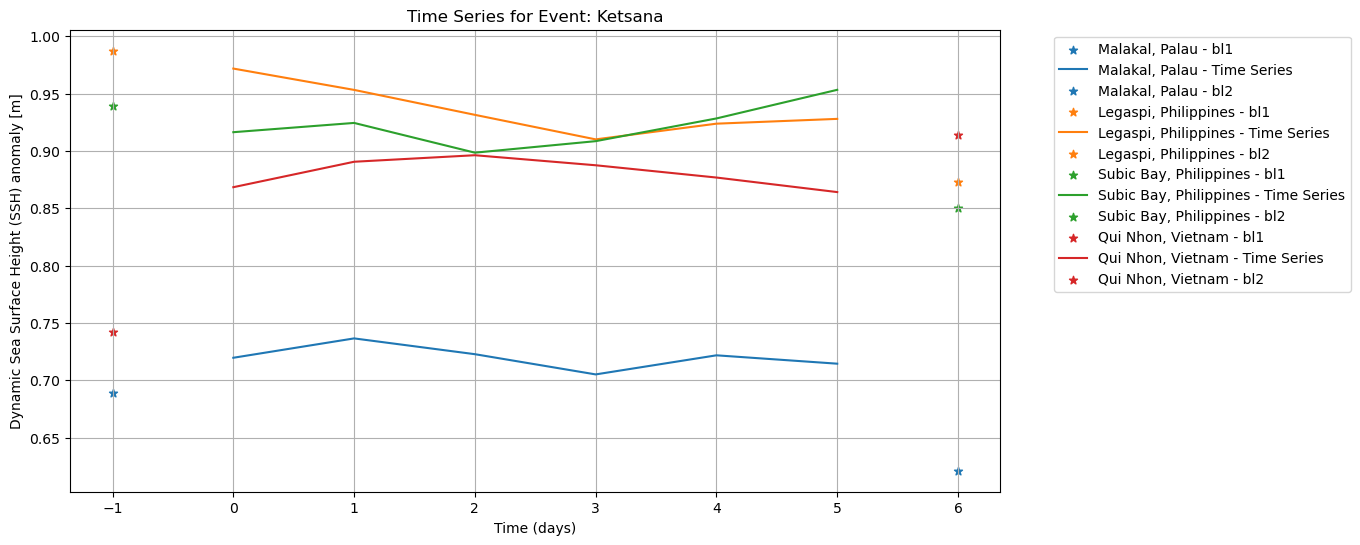 Time Series for Event: Ketsana
Dynamic Sea Surface Height (SSH) anomaly [m]
1.00
0.95
0.90
0.85
0.80
0.75
0.70
0.65
−1
0
1
2
3
4
5
6
Time (days)
Malakal, Palau - bl1
Malakal, Palau - Time Series
Malakal, Palau - bl2
Legaspi, Philippines - bl1
Legaspi, Philippines - Time Series
Legaspi, Philippines - bl2
Subic Bay, Philippines - bl1
Subic Bay, Philippines - Time Series
Subic Bay, Philippines - bl2
Qui Nhon, Vietnam - bl1
Qui Nhon, Vietnam - Time Series
Qui Nhon, Vietnam - bl2